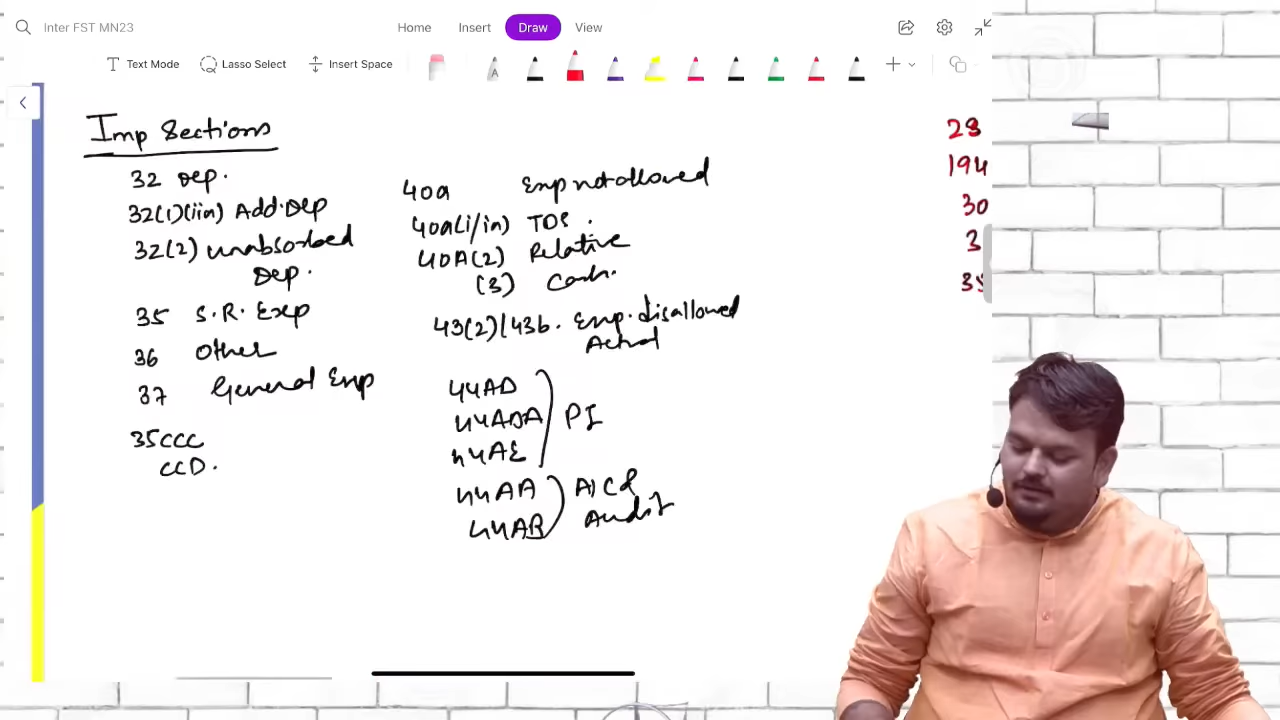 Inter FST MN23
Home Insert Draw View
Text Mode Lasso Select Insert Space
A
Imp Sections
32 Dep.
32(1)(iia) Add. Dep
32(2) unabsorbed
Dep.
35 S.R. Exp
36 Other
37 General Exp
35CCC
CCD.
40a Exp not allowed
40a(i/ia) TDS.
40A(2) Relative
(3) Cash.
43(2)/43b. Exp. disallowed
Actual
44AD
44ADA PI
44AE
44AA A/C &
44AB Audit
28
194
30
3
35